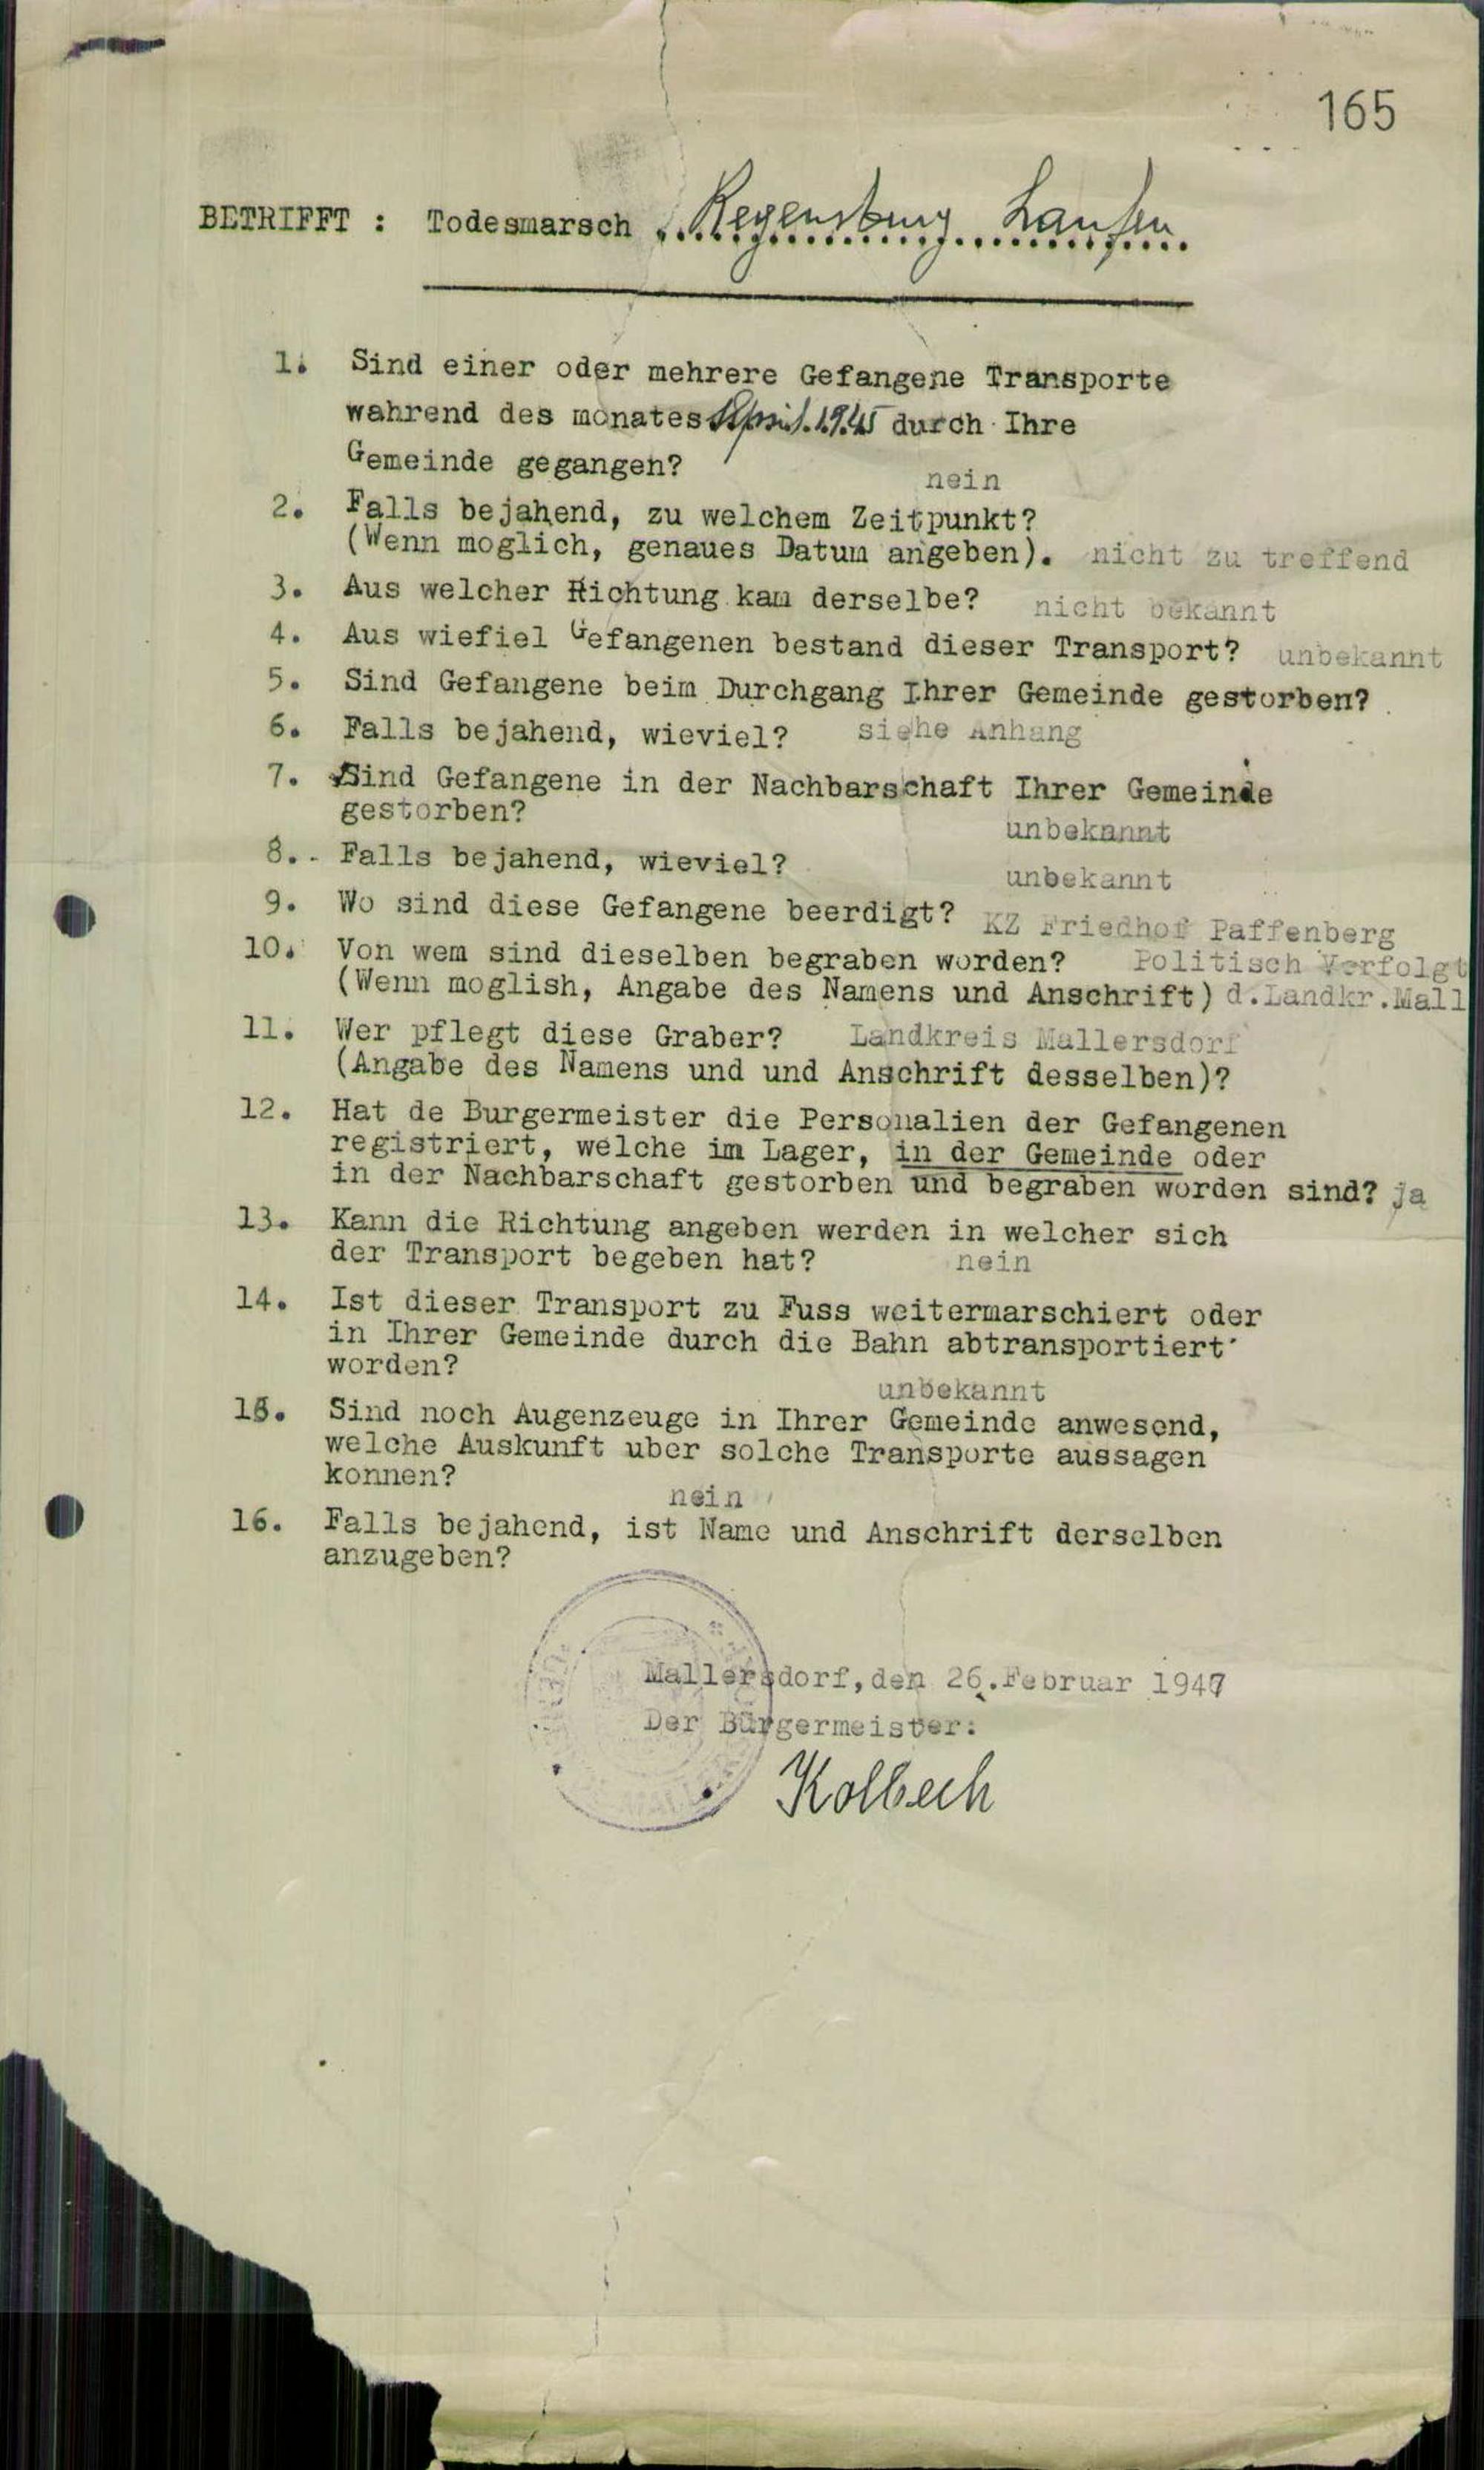 165
BETRIFFT : Todesmarsch Regensburg Laufen
1. Sind einer oder mehrere Gefangene Transporte
wahrend des monates April 1945 durch Ihre
Gemeinde gegangen?
nein
2. Falls bejahend, zu welchem Zeitpunkt?
(Wenn moglich, genaues Datum angeben). nicht zu treffend
3. Aus welcher Richtung kam derselbe? nicht bekannt
4. Aus wiefiel Gefangenen bestand dieser Transport? unbekannt
5. Sind Gefangene beim Durchgang Ihrer Gemeinde gestorben?
6. Falls bejahend, wieviel? siehe Anhang
7. Sind Gefangene in der Nachbarschaft Ihrer Gemeinde
gestorben?
unbekannt
8. Falls bejahend, wieviel?
unbekannt
9. Wo sind diese Gefangene beerdigt? KZ Friedhof Paffenberg
10. Von wem sind dieselben begraben worden? Politisch Verfolgt
(Wenn moglish, Angabe des Namens und Anschrift) d.Landkr.Mall
11. Wer pflegt diese Graber? Landkreis Mallersdorf
(Angabe des Namens und und Anschrift desselben)?
12. Hat de Burgermeister die Personalien der Gefangenen
registriert, welche im Lager, in der Gemeinde oder
in der Nachbarschaft gestorben und begraben worden sind? ja
13. Kann die Richtung angeben werden in welcher sich
der Transport begeben hat? nein
14. Ist dieser Transport zu Fuss weitermarschiert oder
in Ihrer Gemeinde durch die Bahn abtransportiert
worden?
unbekannt
15. Sind noch Augenzeuge in Ihrer Gemeinde anwesend,
welche Auskunft uber solche Transporte aussagen
konnen?
nein
16. Falls bejahend, ist Name und Anschrift derselben
anzugeben?
Mallersdorf,den 26.Februar 1947
Der Bürgermeister:
Kolbech